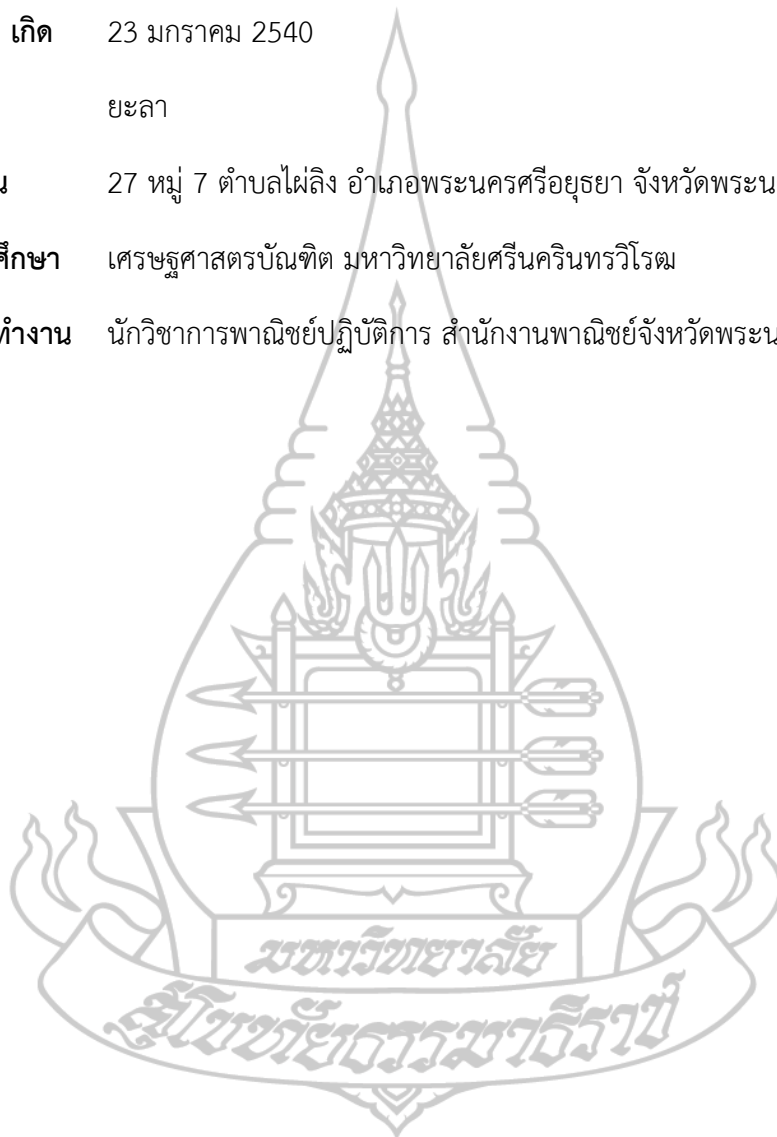 เกิด 23 มกราคม 2540
ยะลา
27 หมู่ 7 ตำบลไผ่ลิง อำเภอพระนครศรีอยุธยา จังหวัดพระน
ศึกษา เศรษฐศาสตรบัณฑิต มหาวิทยาลัยศรีนครินทรวิโรฒ
ทำงาน นักวิชาการพาณิชย์ปฏิบัติการ สำนักงานพาณิชย์จังหวัดพระน
มหาวิทยาลัย
สุโขทัยธรรมาธิราช